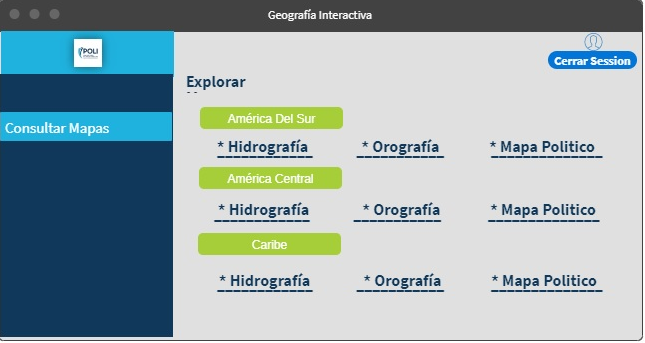 Geografía Interactiva
POLI
Cerrar Session
Explorar
Consultar Mapas
América Del Sur
* Hidrografía * Orografía * Mapa Politico
América Central
* Hidrografía * Orografía * Mapa Politico
Caribe
* Hidrografía * Orografía * Mapa Politico